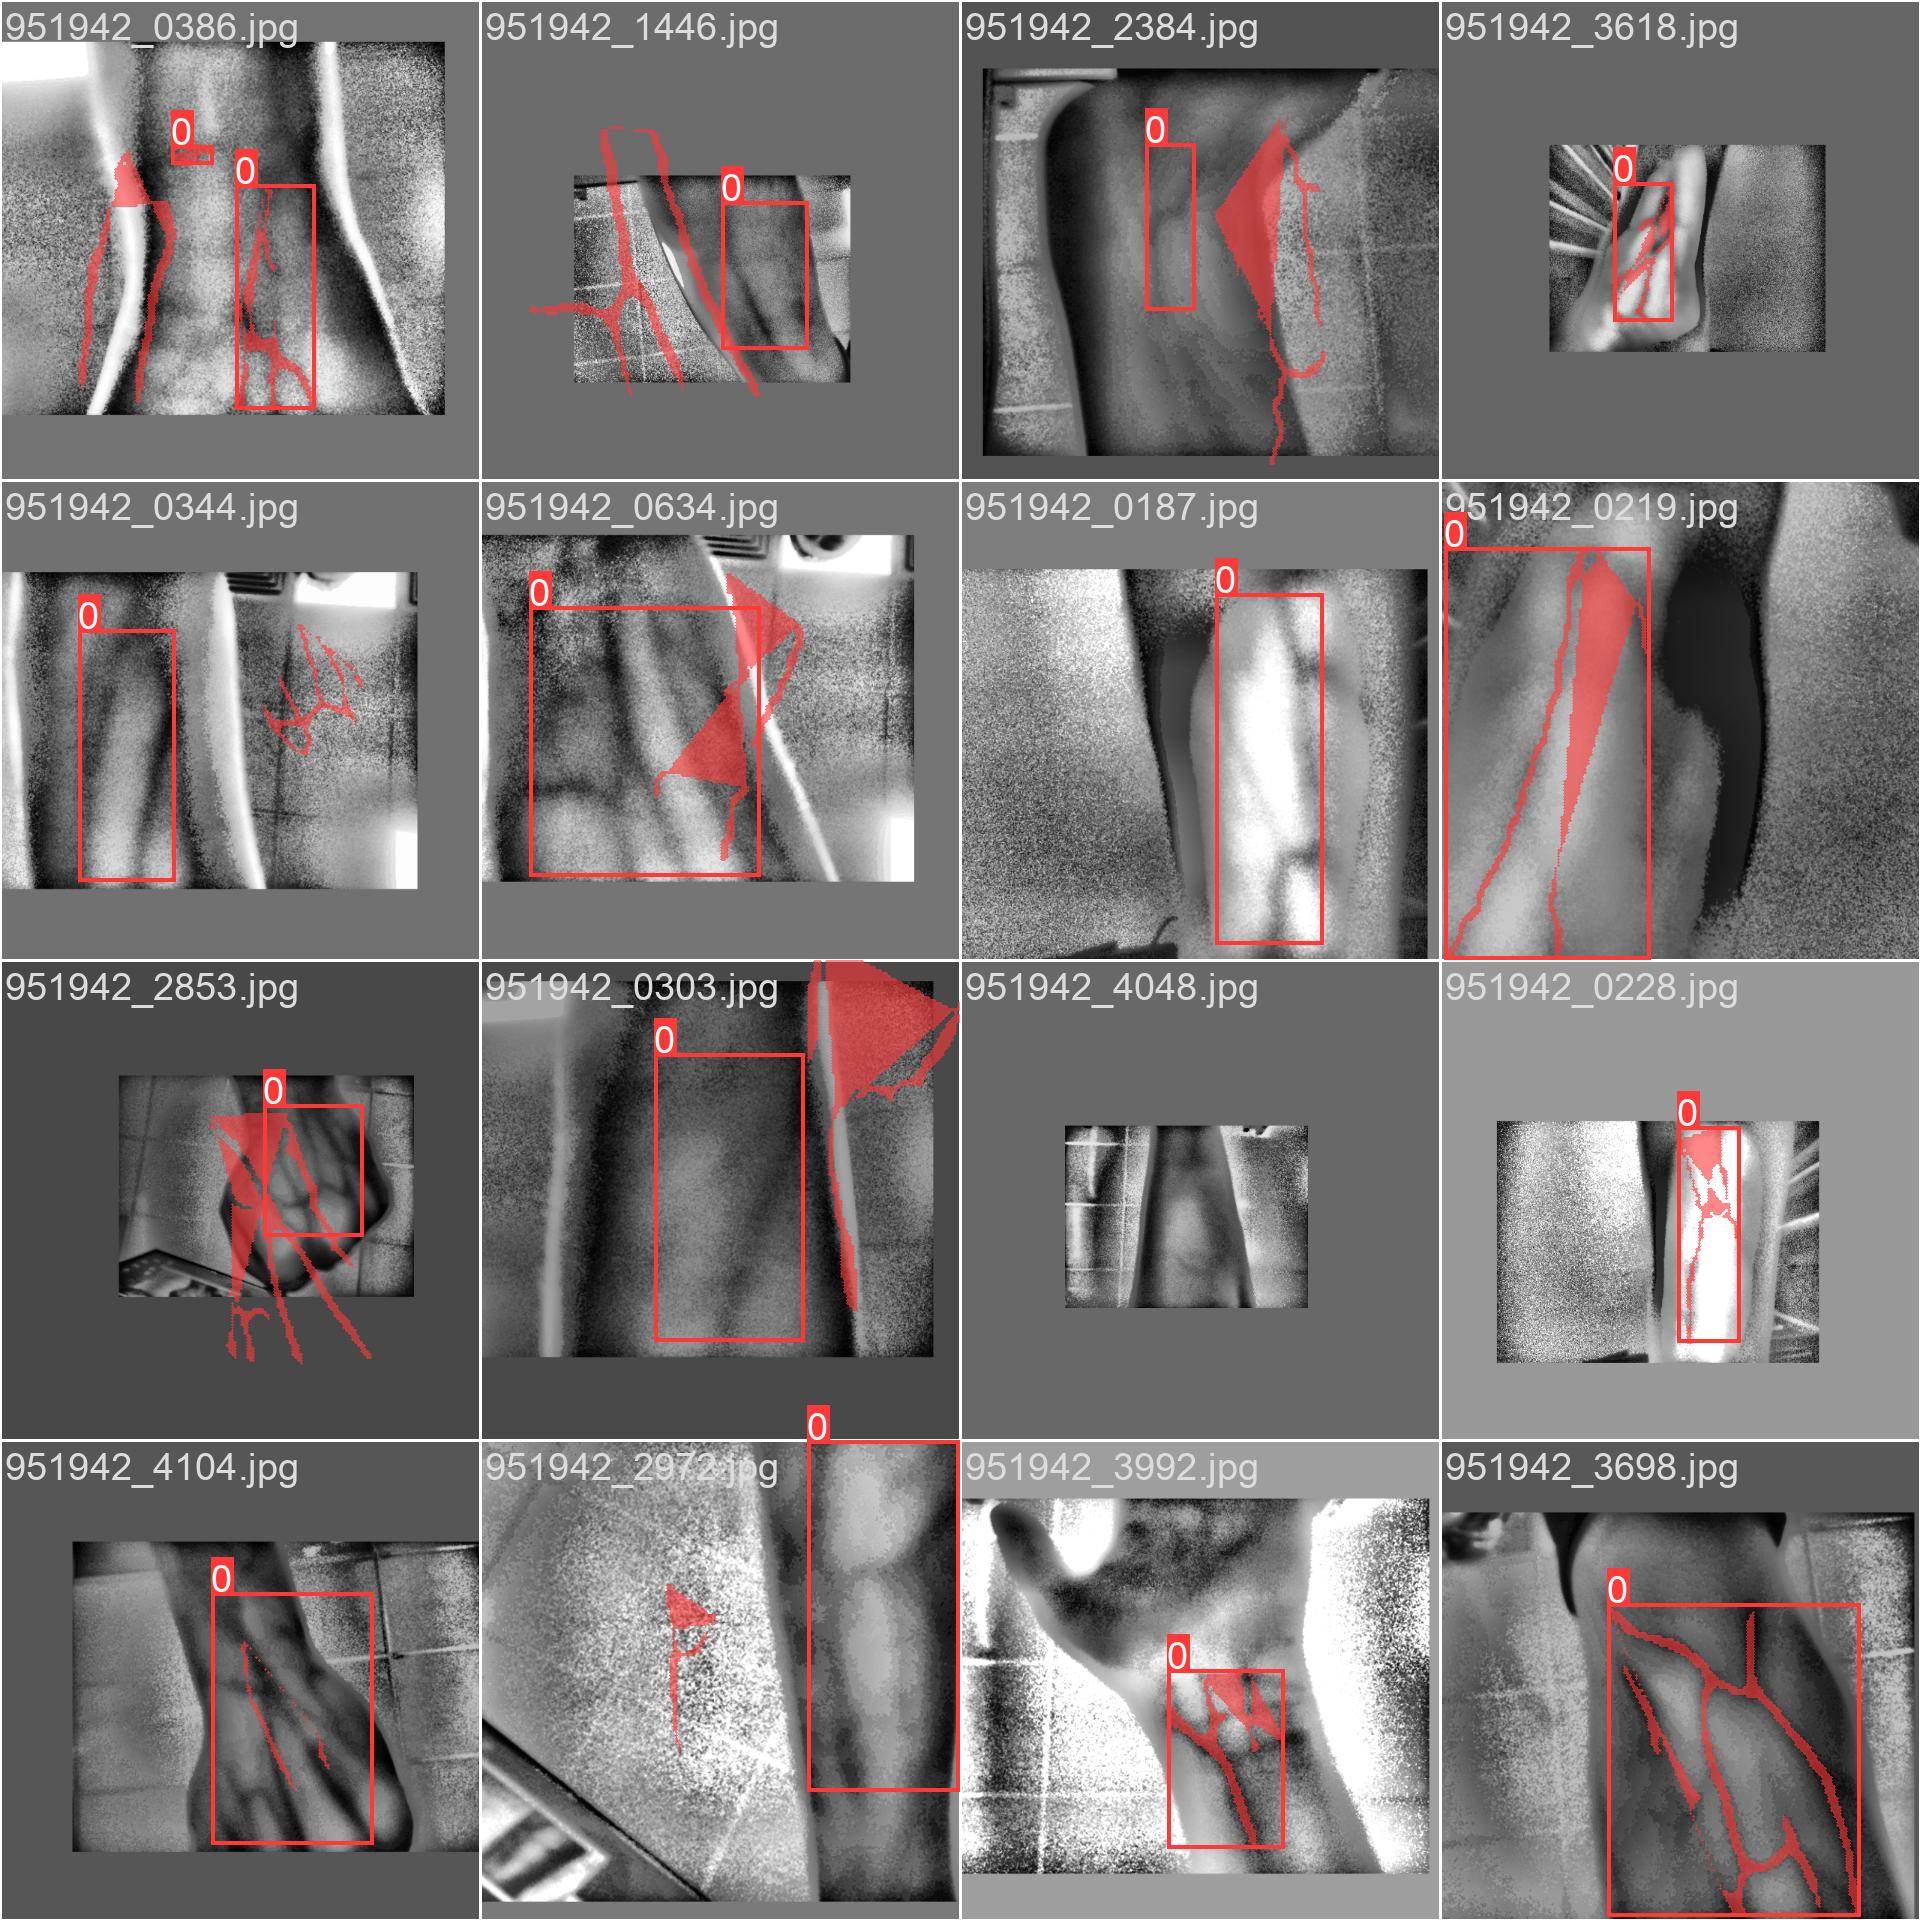 951942_0386.jpg
0
0
951942_1446.jpg
0
951942_2384.jpg
0
951942_3618.jpg
0
951942_0344.jpg
0
951942_0634.jpg
0
951942_0187.jpg
0
951942_0219.jpg
0
951942_2853.jpg
0
951942_0303.jpg
0
951942_4048.jpg
951942_0228.jpg
0
951942_4104.jpg
0
951942_2972.jpg
0
951942_3992.jpg
0
951942_3698.jpg
0